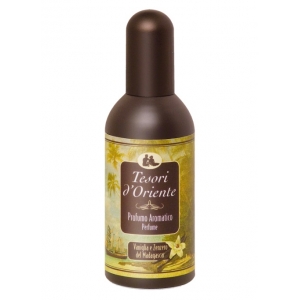 Tesori
d'Oriente
Profumo Aromatico
Perfume
Vaniglia e Zenzero
del Madagascar